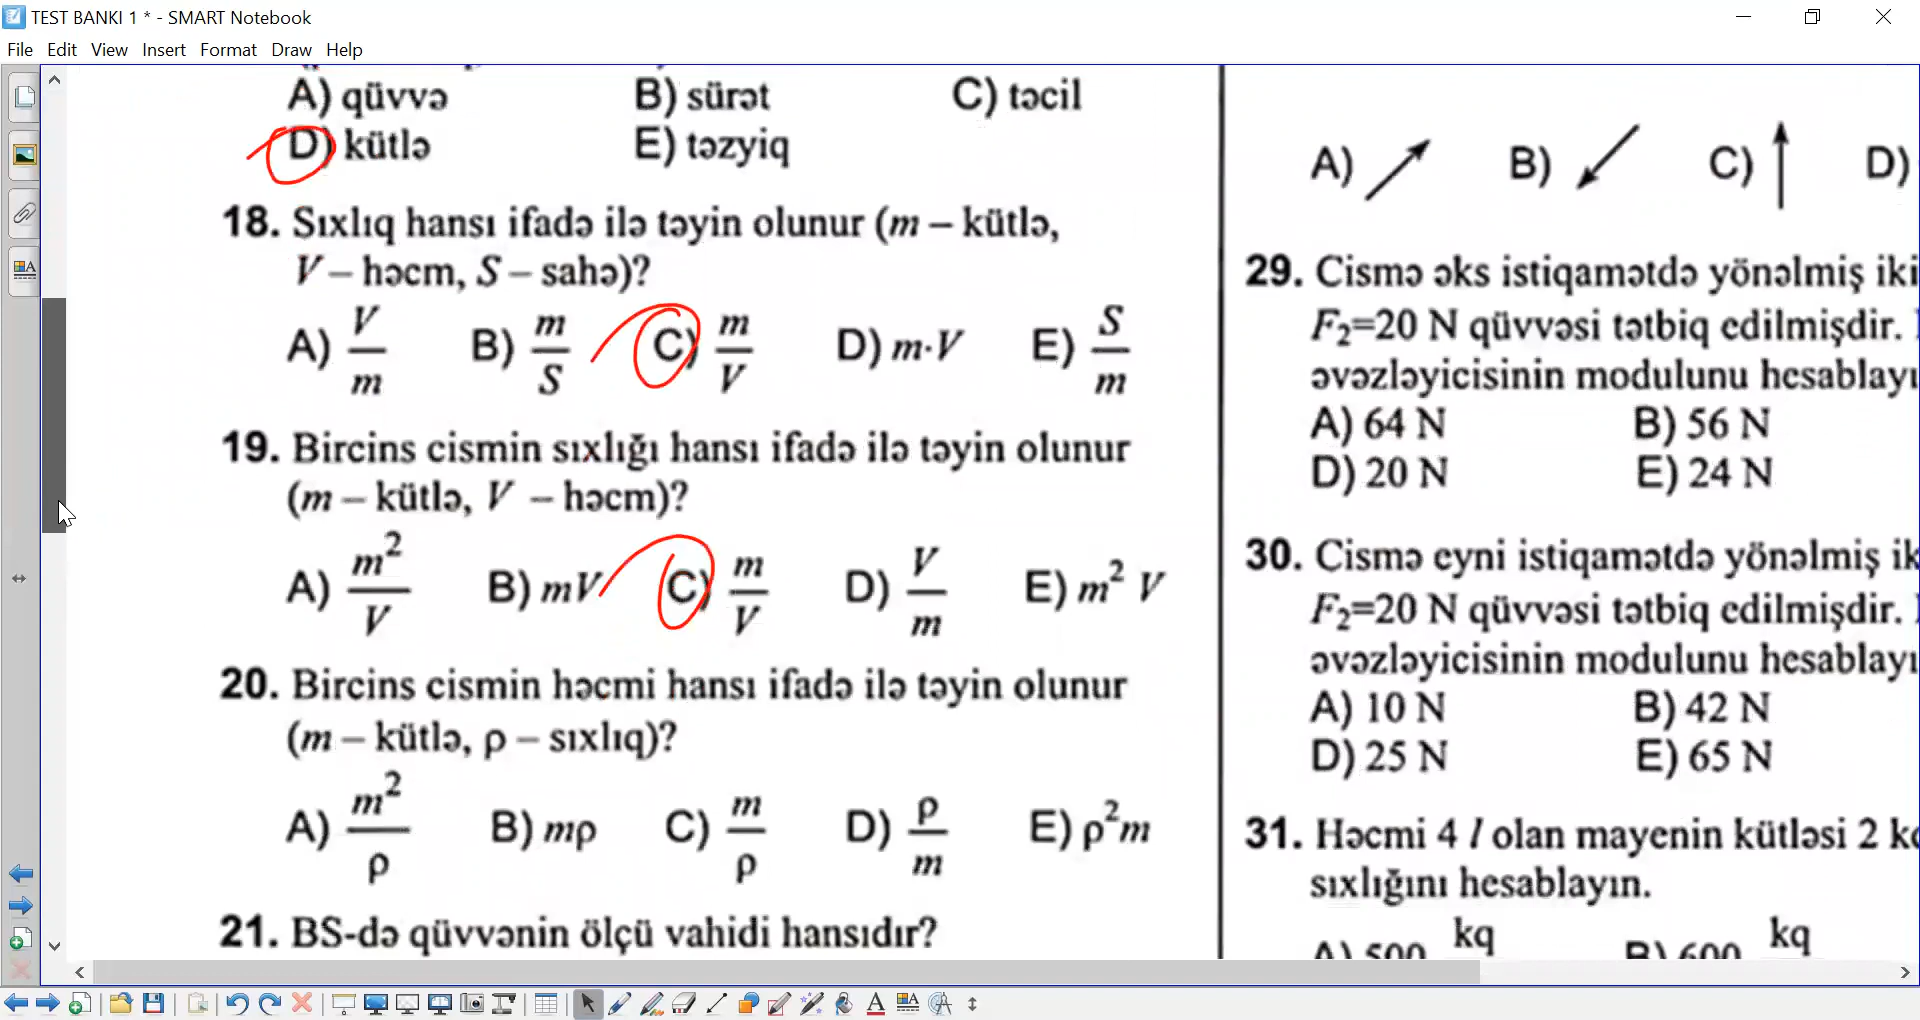 TEST BANKI 1 * - SMART Notebook
File Edit View Insert Format Draw Help
A) qüvvə B) sürət C) təcil
D) kütlə E) təzyiq
18. Sıxlıq hansı ifadə ilə təyin olunur (m – kütlə,
V – həcm, S – sahə)?
A) V/m B) m/S C) m/V D) m·V E) S/m
19. Bircins cismin sıxlığı hansı ifadə ilə təyin olunur
(m – kütlə, V – həcm)?
A) m²/V B) mV C) m/V D) V/m E) m² V
20. Bircins cismin həcmi hansı ifadə ilə təyin olunur
(m – kütlə, ρ – sıxlıq)?
A) m²/ρ B) mρ C) m/ρ D) ρ/m E) ρ²m
21. BS-də qüvvənin ölçü vahidi hansıdır?
A) B) C) D)
29. Cismə əks istiqamətdə yönəlmiş iki
F₂=20 N qüvvəsi tətbiq edilmişdir.
əvəzləyicisinin modulunu hesablayı
A) 64 N B) 56 N
D) 20 N E) 24 N
30. Cismə eyni istiqamətdə yönəlmiş ik
F₂=20 N qüvvəsi tətbiq edilmişdir.
əvəzləyicisinin modulunu hesablayı
A) 10 N B) 42 N
D) 25 N E) 65 N
31. Həcmi 4 l olan mayenin kütləsi 2 kq
sıxlığını hesablayın.
A) 500 kq B) 600 kq